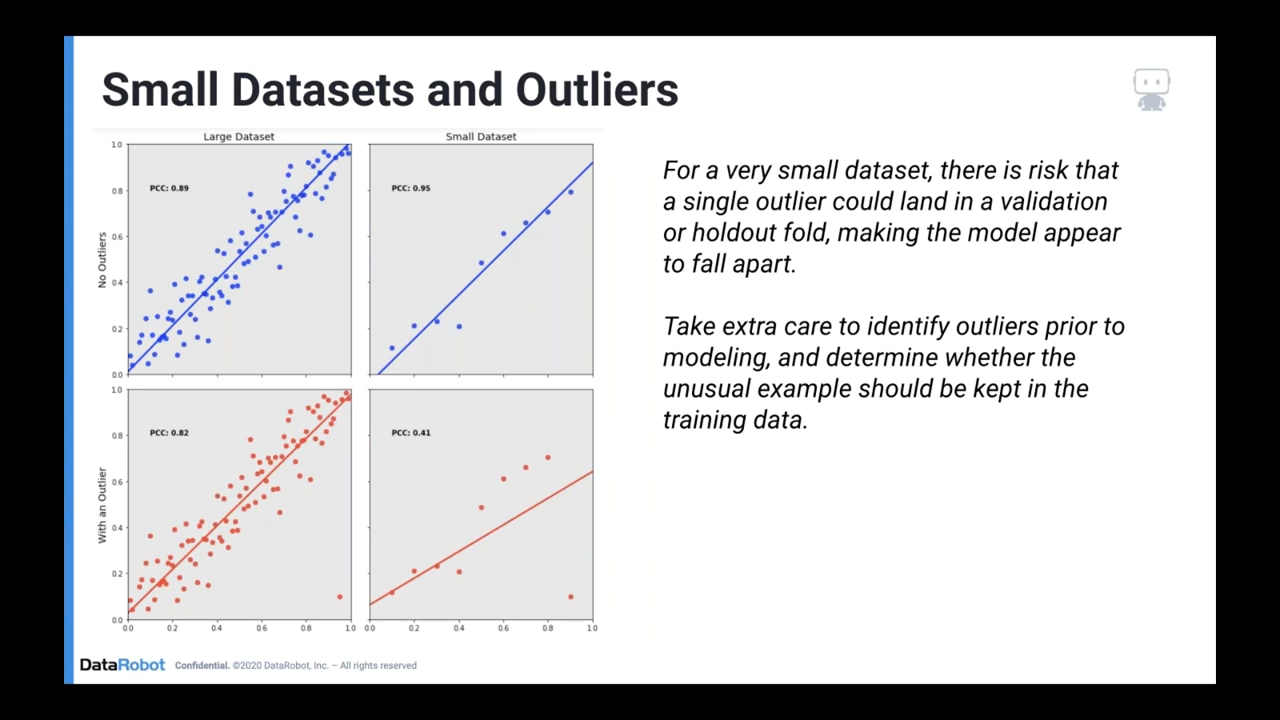 Small Datasets and Outliers
Large Dataset
Small Dataset
No Outliers
1.0
0.8
0.6
0.4
0.2
0.0
PCC: 0.89
PCC: 0.95
With an Outlier
1.0
0.8
0.6
0.4
0.2
0.0
PCC: 0.82
PCC: 0.41
0.0 0.2 0.4 0.6 0.8 1.0
0.0 0.2 0.4 0.6 0.8 1.0
For a very small dataset, there is risk that
a single outlier could land in a validation
or holdout fold, making the model appear
to fall apart.
Take extra care to identify outliers prior to
modeling, and determine whether the
unusual example should be kept in the
training data.
DataRobot Confidential. ©2020 DataRobot, Inc. – All rights reserved